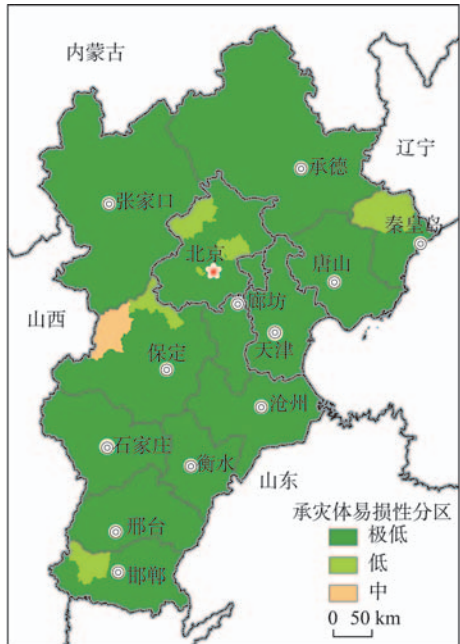 内蒙古
辽宁
承德
张家口
秦皇岛
北京
唐山
廊坊
山西
天津
保定
沧州
石家庄
衡水
山东
承灾体易损性分区
邢台
极低
低
邯郸
中
0 50 km